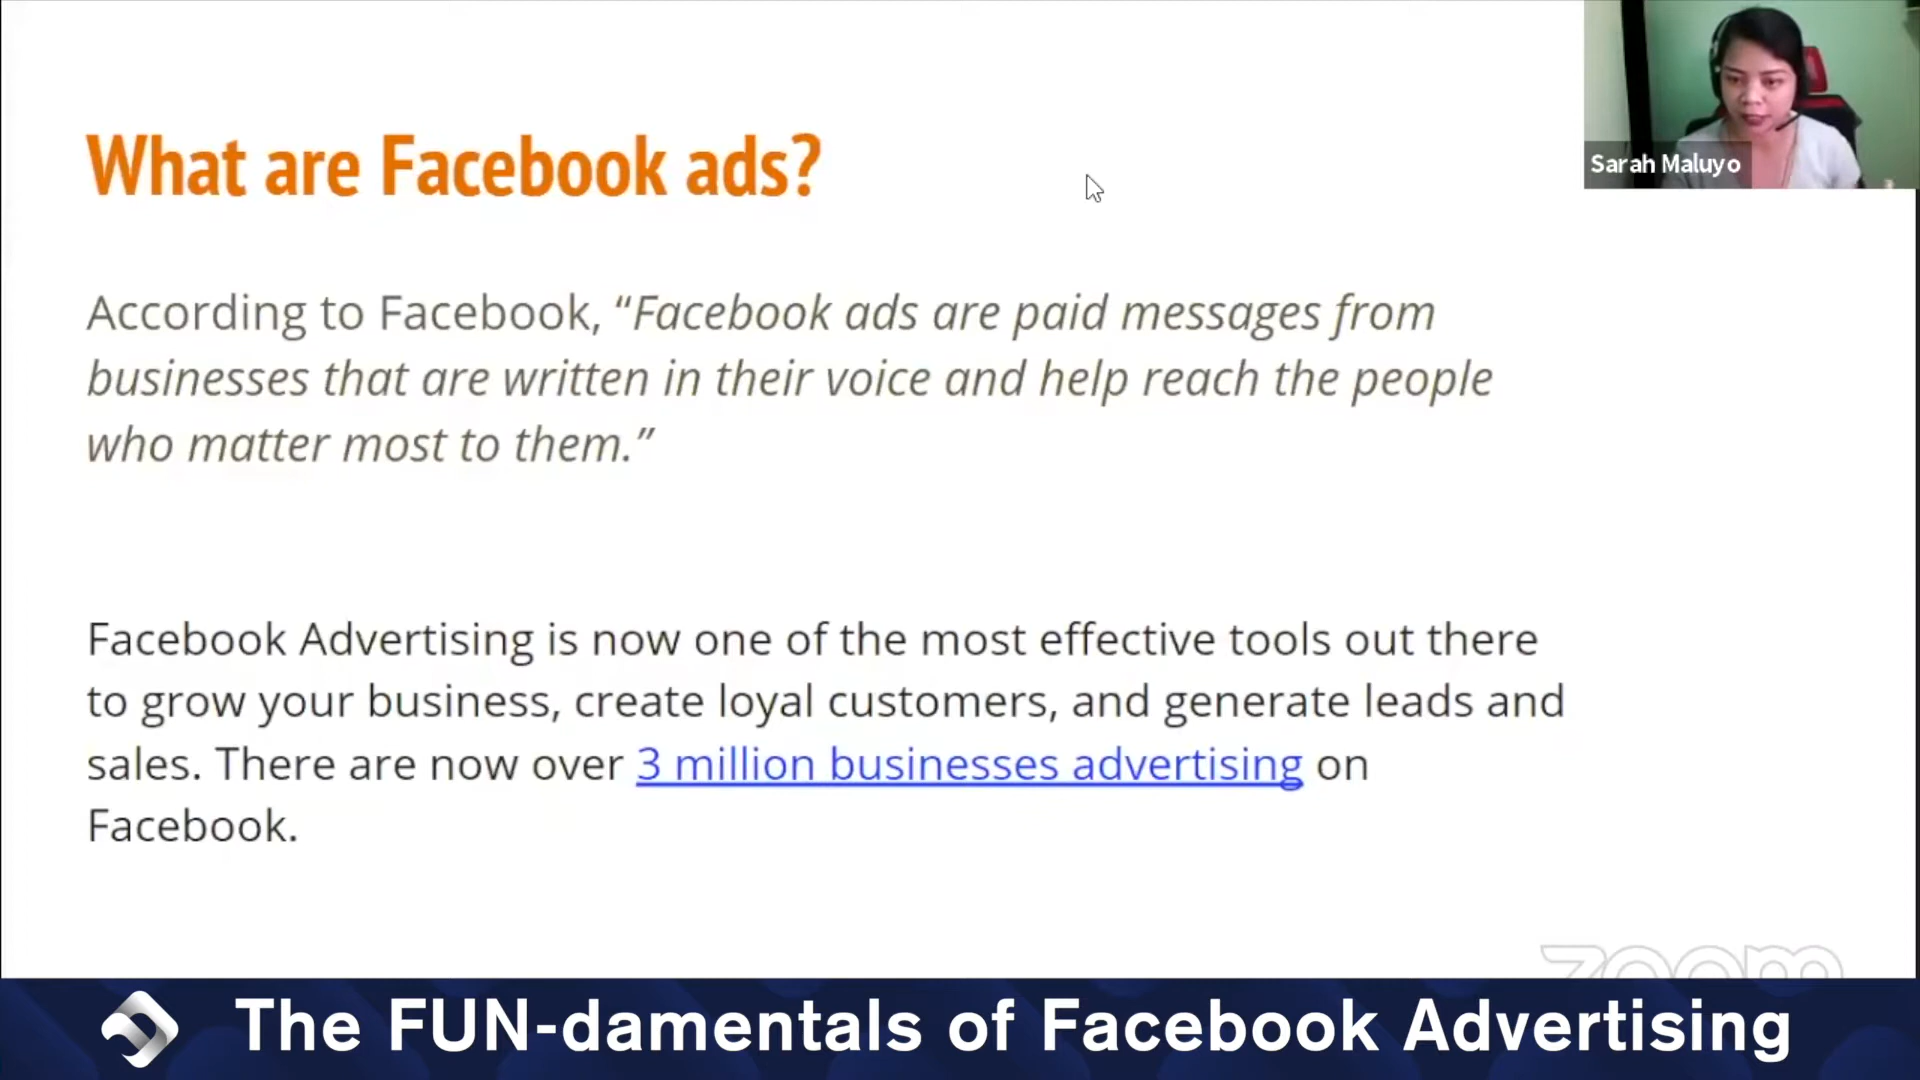 What are Facebook ads?
Sarah Maluyo
According to Facebook, “Facebook ads are paid messages from
businesses that are written in their voice and help reach the people
who matter most to them.”
Facebook Advertising is now one of the most effective tools out there
to grow your business, create loyal customers, and generate leads and
sales. There are now over 3 million businesses advertising on
Facebook.
zoom
The FUN-damentals of Facebook Advertising